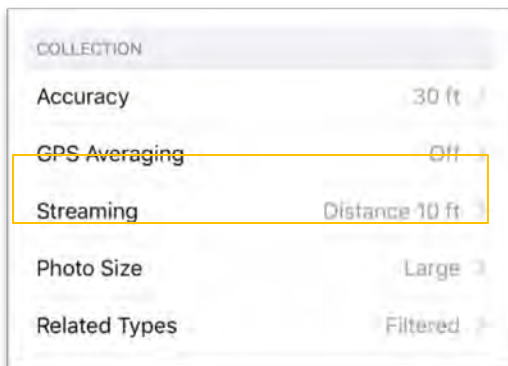 COLLECTION
Accuracy 30 ft
GPS Averaging Off
Streaming Distance 10 ft
Photo Size Large
Related Types Filtered